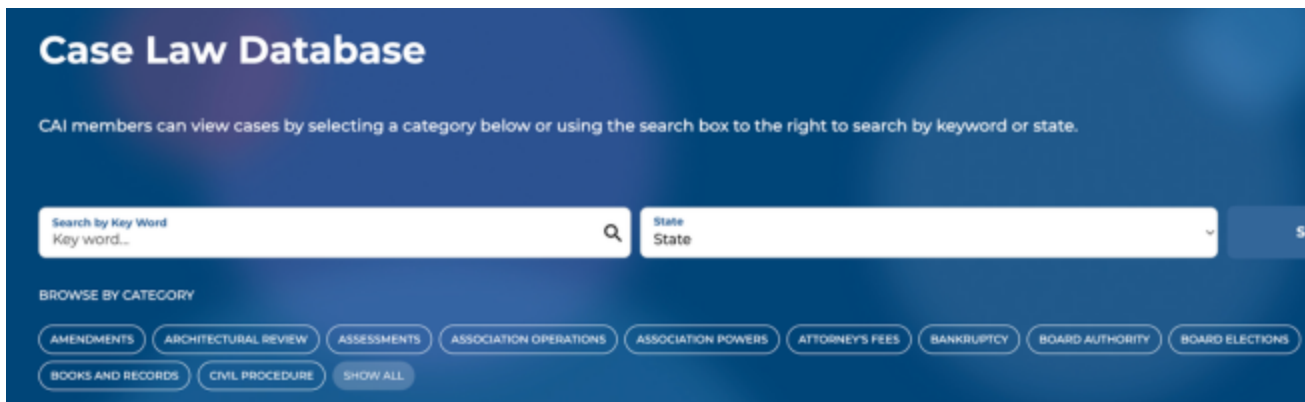 Case Law Database
CAI members can view cases by selecting a category below or using the search box to the right to search by keyword or state.
Search by Key Word
Key word...
State
State
S
BROWSE BY CATEGORY
AMENDMENTS ARCHITECTURAL REVIEW ASSESSMENTS ASSOCIATION OPERATIONS ASSOCIATION POWERS ATTORNEY'S FEES BANKRUPTCY BOARD AUTHORITY BOARD ELECTIONS
BOOKS AND RECORDS CIVIL PROCEDURE SHOW ALL